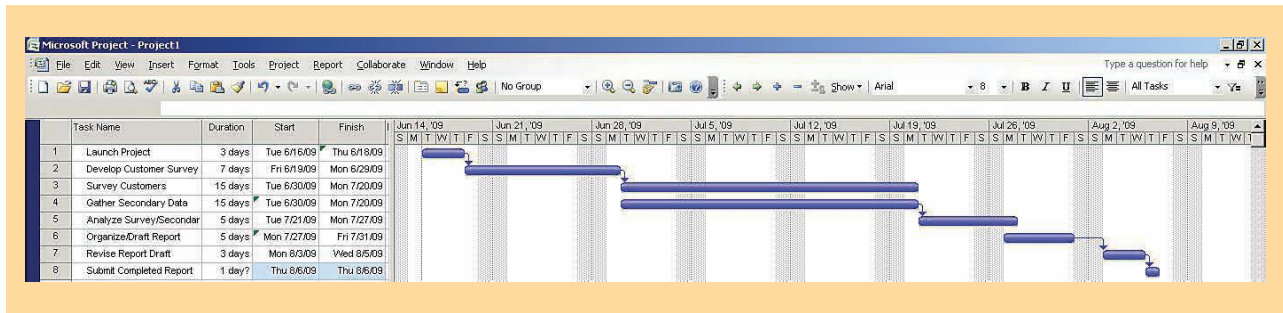 Microsoft Project - Project1
File Edit View Insert Format Tools Project Report Collaborate Window Help Type a question for help
No Group Show Arial 8 B I U All Tasks
Task Name Duration Start Finish Jun 14, '09 Jun 21, '09 Jun 28, '09 Jul 5, '09 Jul 12, '09 Jul 19, '09 Jul 26, '09 Aug 2, '09 Aug 9, '09
S M T W T F S S M T W T F S S M T W T F S S M T W T F S S M T W T F S S M T W T F S S M T W T F S S M T W T F S S M T W T
1 Launch Project 3 days Tue 6/16/09 Thu 6/18/09
2 Develop Customer Survey 7 days Fri 6/19/09 Mon 6/29/09
3 Survey Customers 15 days Tue 6/30/09 Mon 7/20/09
4 Gather Secondary Data 15 days Tue 6/30/09 Mon 7/20/09
5 Analyze Survey/Secondar 5 days Tue 7/21/09 Mon 7/27/09
6 Organize/Draft Report 5 days Mon 7/27/09 Fri 7/31/09
7 Revise Report Draft 3 days Mon 8/3/09 Wed 8/5/09
8 Submit Completed Report 1 day? Thu 8/6/09 Thu 8/6/09